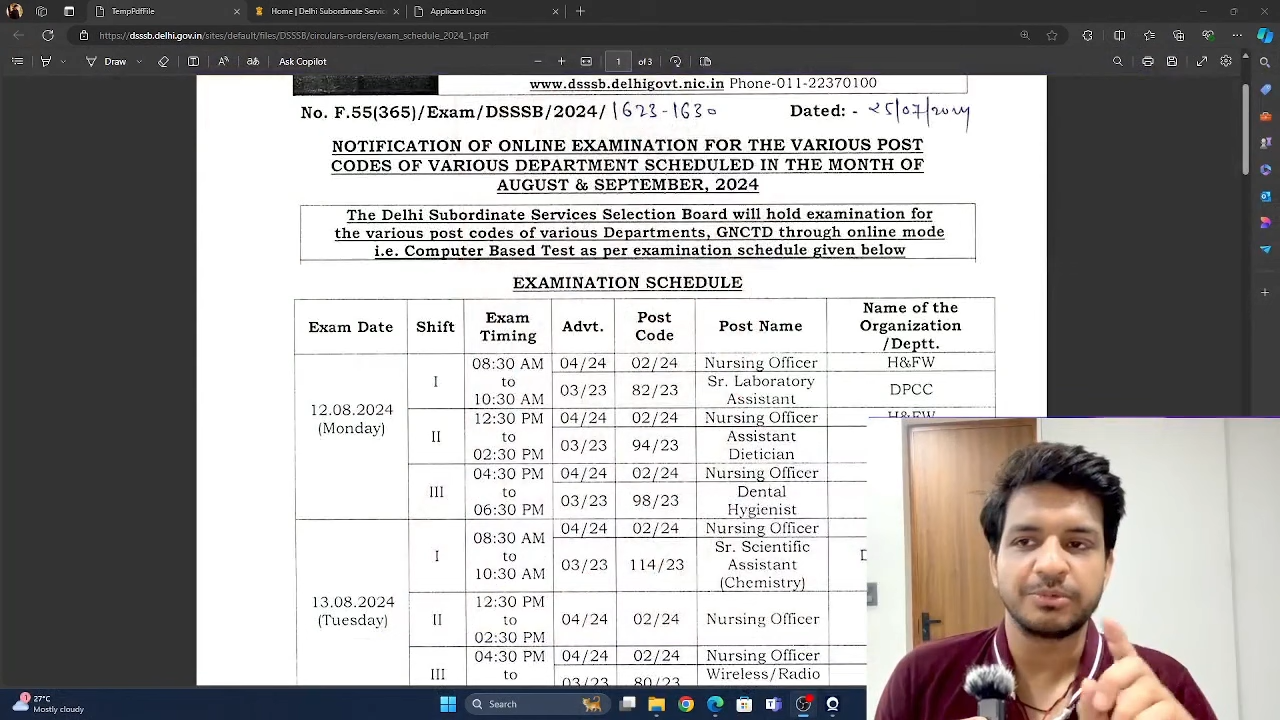 TempPdfFile
Home | Delhi Subordinate Servic
Applicant Login
https://dsssb.delhigovt.nic.in/sites/default/files/DSSSB/circulars-orders/exam_schedule_2024_1.pdf
Draw
Ask Copilot
1 of 3
www.dsssb.delhigovt.nic.in Phone-011-22370100
No. F.55(365)/Exam/DSSSB/2024/ 1623-1630 Dated: - 25/07/2024
NOTIFICATION OF ONLINE EXAMINATION FOR THE VARIOUS POST
CODES OF VARIOUS DEPARTMENT SCHEDULED IN THE MONTH OF
AUGUST & SEPTEMBER, 2024
The Delhi Subordinate Services Selection Board will hold examination for
the various post codes of various Departments, GNCTD through online mode
i.e. Computer Based Test as per examination schedule given below
EXAMINATION SCHEDULE
Exam Date Shift Exam Timing Advt. Post Code Post Name Name of the Organization /Deptt.
12.08.2024 (Monday)
I 08:30 AM to 10:30 AM
04/24 02/24 Nursing Officer H&FW
03/23 82/23 Sr. Laboratory Assistant DPCC
II 12:30 PM to 02:30 PM
04/24 02/24 Nursing Officer H&FW
03/23 94/23 Assistant Dietician
III 04:30 PM to 06:30 PM
04/24 02/24 Nursing Officer
03/23 98/23 Dental Hygienist
13.08.2024 (Tuesday)
I 08:30 AM to 10:30 AM
04/24 02/24 Nursing Officer
03/23 114/23 Sr. Scientific Assistant (Chemistry)
II 12:30 PM to 02:30 PM
04/24 02/24 Nursing Officer
III 04:30 PM to
04/24 02/24 Nursing Officer
03/23 80/23 Wireless/Radio
27°C
Mostly cloudy
Search